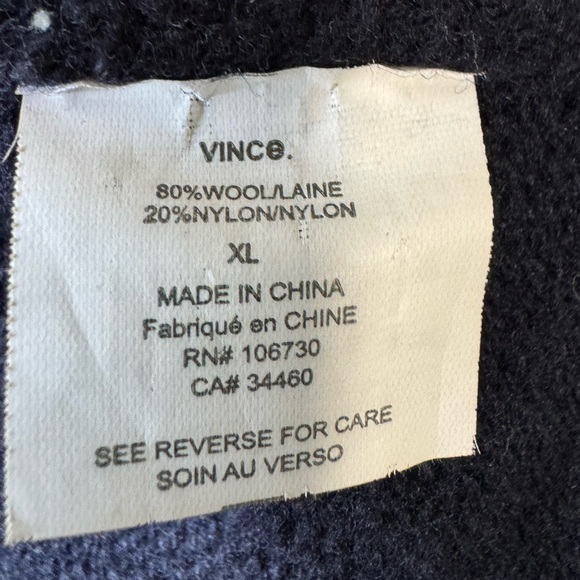 VINCe.
80%WOOL/LAINE
20%NYLON/NYLON
XL
MADE IN CHINA
Fabriqué en CHINE
RN# 106730
CA# 34460
SEE REVERSE FOR CARE
SOIN AU VERSO